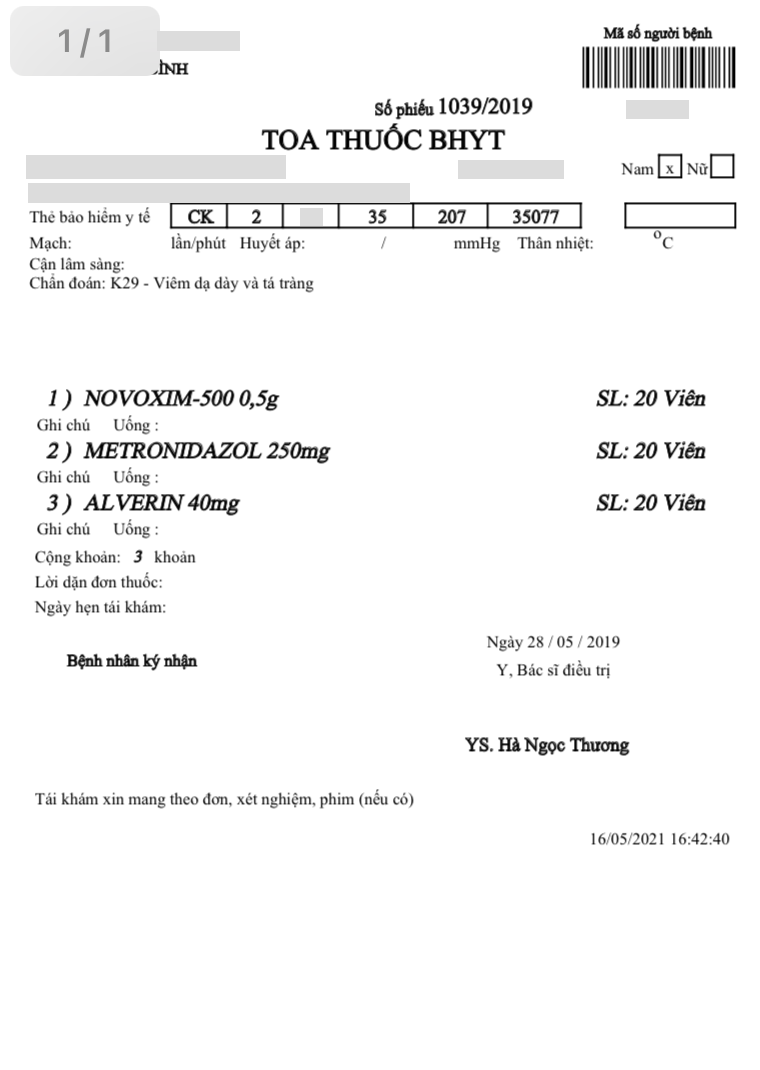 1/1
Mã số người bệnh
ÌNH
Số phiếu 1039/2019
TOA THUỐC BHYT
Nam x Nữ
Thẻ bảo hiểm y tế CK 2 35 207 35077
Mạch: lần/phút Huyết áp: / mmHg Thân nhiệt: °C
Cận lâm sàng:
Chẩn đoán: K29 - Viêm dạ dày và tá tràng
1 ) NOVOXIM-500 0,5g SL: 20 Viên
Ghi chú Uống :
2 ) METRONIDAZOL 250mg SL: 20 Viên
Ghi chú Uống :
3 ) ALVERIN 40mg SL: 20 Viên
Ghi chú Uống :
Cộng khoản: 3 khoản
Lời dặn đơn thuốc:
Ngày hẹn tái khám:
Ngày 28 / 05 / 2019
Bệnh nhân ký nhận
Y, Bác sĩ điều trị
YS. Hà Ngọc Thương
Tái khám xin mang theo đơn, xét nghiệm, phim (nếu có)
16/05/2021 16:42:40